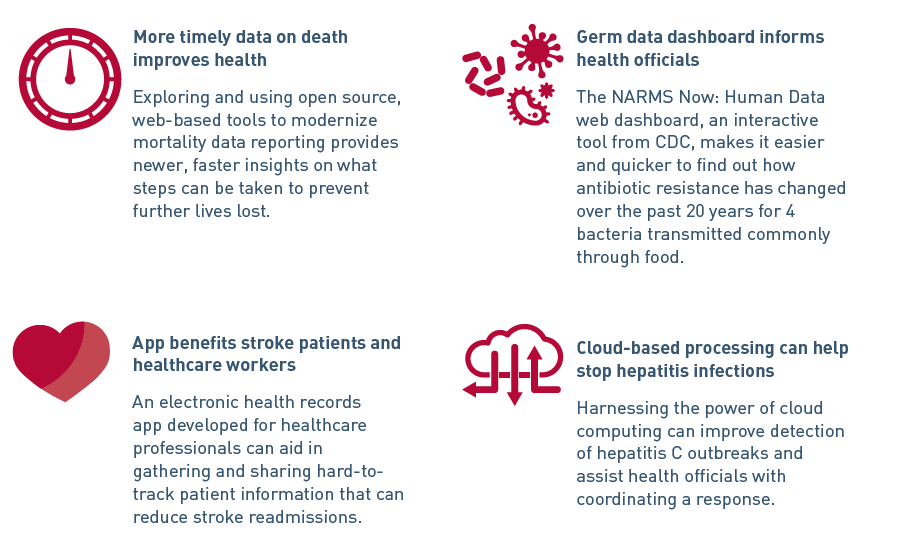 More timely data on death
improves health
Exploring and using open source,
web-based tools to modernize
mortality data reporting provides
newer, faster insights on what
steps can be taken to prevent
further lives lost.
Germ data dashboard informs
health officials
The NARMS Now: Human Data
web dashboard, an interactive
tool from CDC, makes it easier
and quicker to find out how
antibiotic resistance has changed
over the past 20 years for 4
bacteria transmitted commonly
through food.
App benefits stroke patients and
healthcare workers
An electronic health records
app developed for healthcare
professionals can aid in
gathering and sharing hard-to-
track patient information that can
reduce stroke readmissions.
Cloud-based processing can help
stop hepatitis infections
Harnessing the power of cloud
computing can improve detection
of hepatitis C outbreaks and
assist health officials with
coordinating a response.